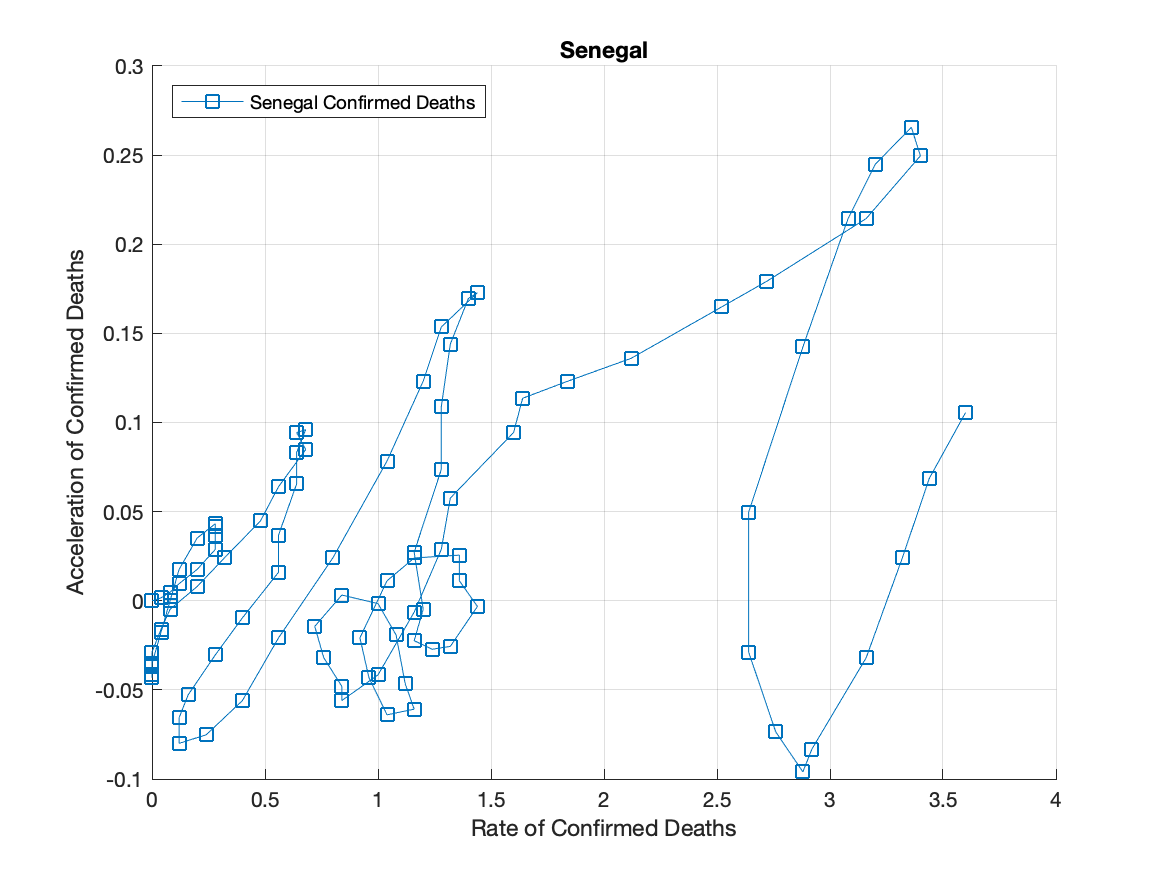 Senegal
0.3
Senegal Confirmed Deaths
0.25
0.2
0.15
0.1
0.05
0
-0.05
-0.1
Acceleration of Confirmed Deaths
0 0.5 1 1.5 2 2.5 3 3.5 4
Rate of Confirmed Deaths